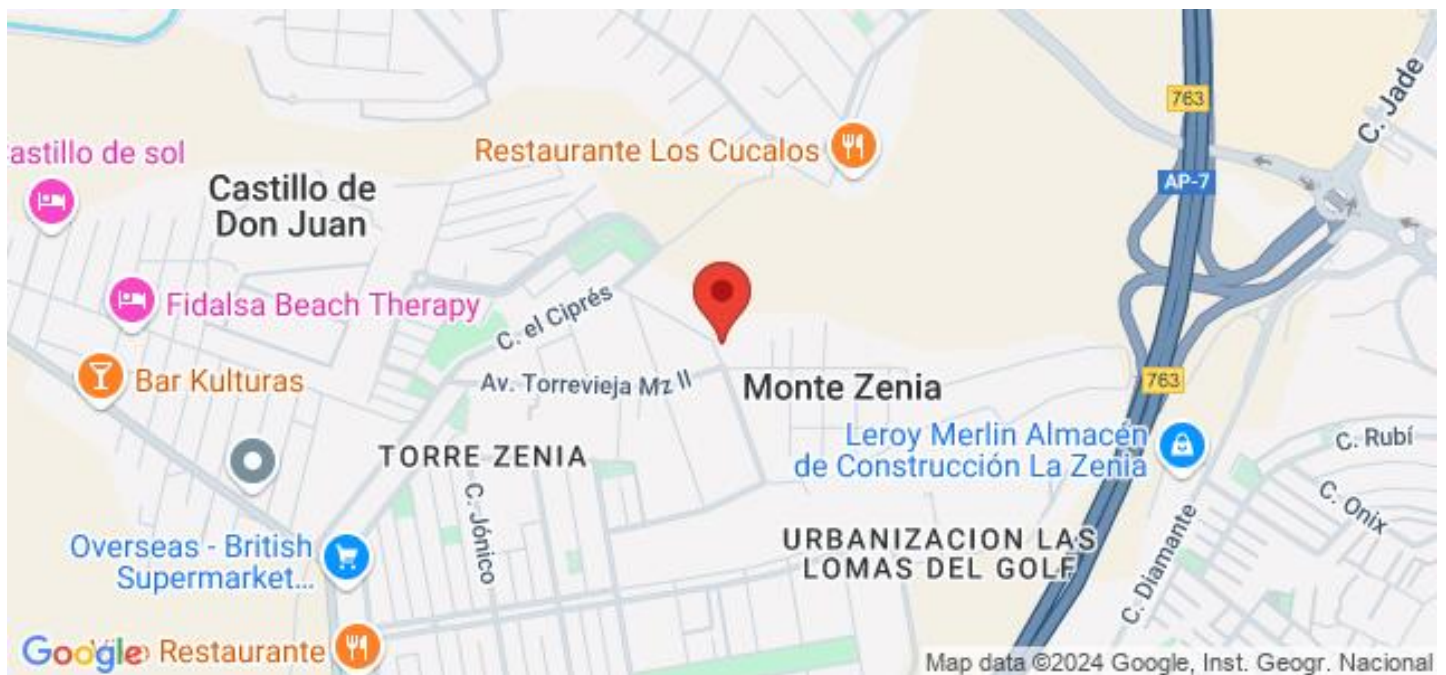 763
C. Jade
Restaurante Los Cucalos
astillo de sol
AP-7
Castillo de
Don Juan
Fidalsa Beach Therapy
C. el Ciprés
Bar Kulturas
Av. Torrevieja Mz II
Monte Zenia
763
Leroy Merlin Almacén
de Construcción La Zenia
C. Rubí
TORRE ZENIA
C. Onix
C. Jónico
Overseas - British
Supermarket...
URBANIZACION LAS
LOMAS DEL GOLF
C. Diamante
Google
Restaurante
Map data ©2024 Google, Inst. Geogr. Nacional